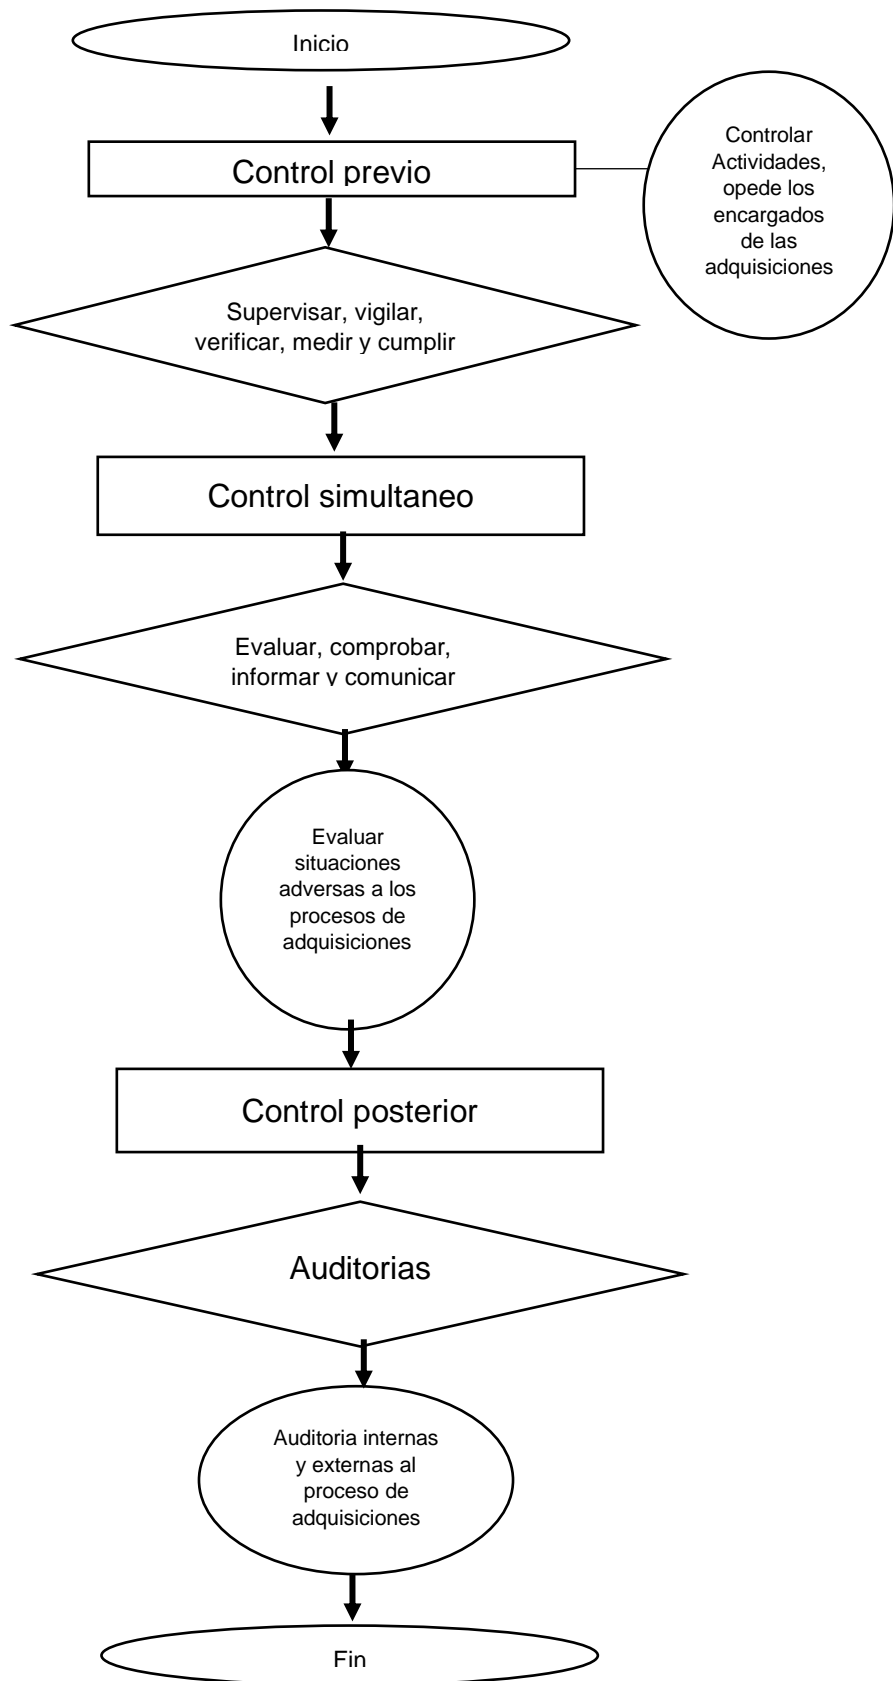 Inicio
Control previo
Controlar
Actividades,
opede los
encargados
de las
adquisiciones
Supervisar, vigilar,
verificar, medir y cumplir
Control simultaneo
Evaluar, comprobar,
informar y comunicar
Evaluar
situaciones
adversas a los
procesos de
adquisiciones
Control posterior
Auditorias
Auditoria internas
y externas al
proceso de
adquisiciones
Fin